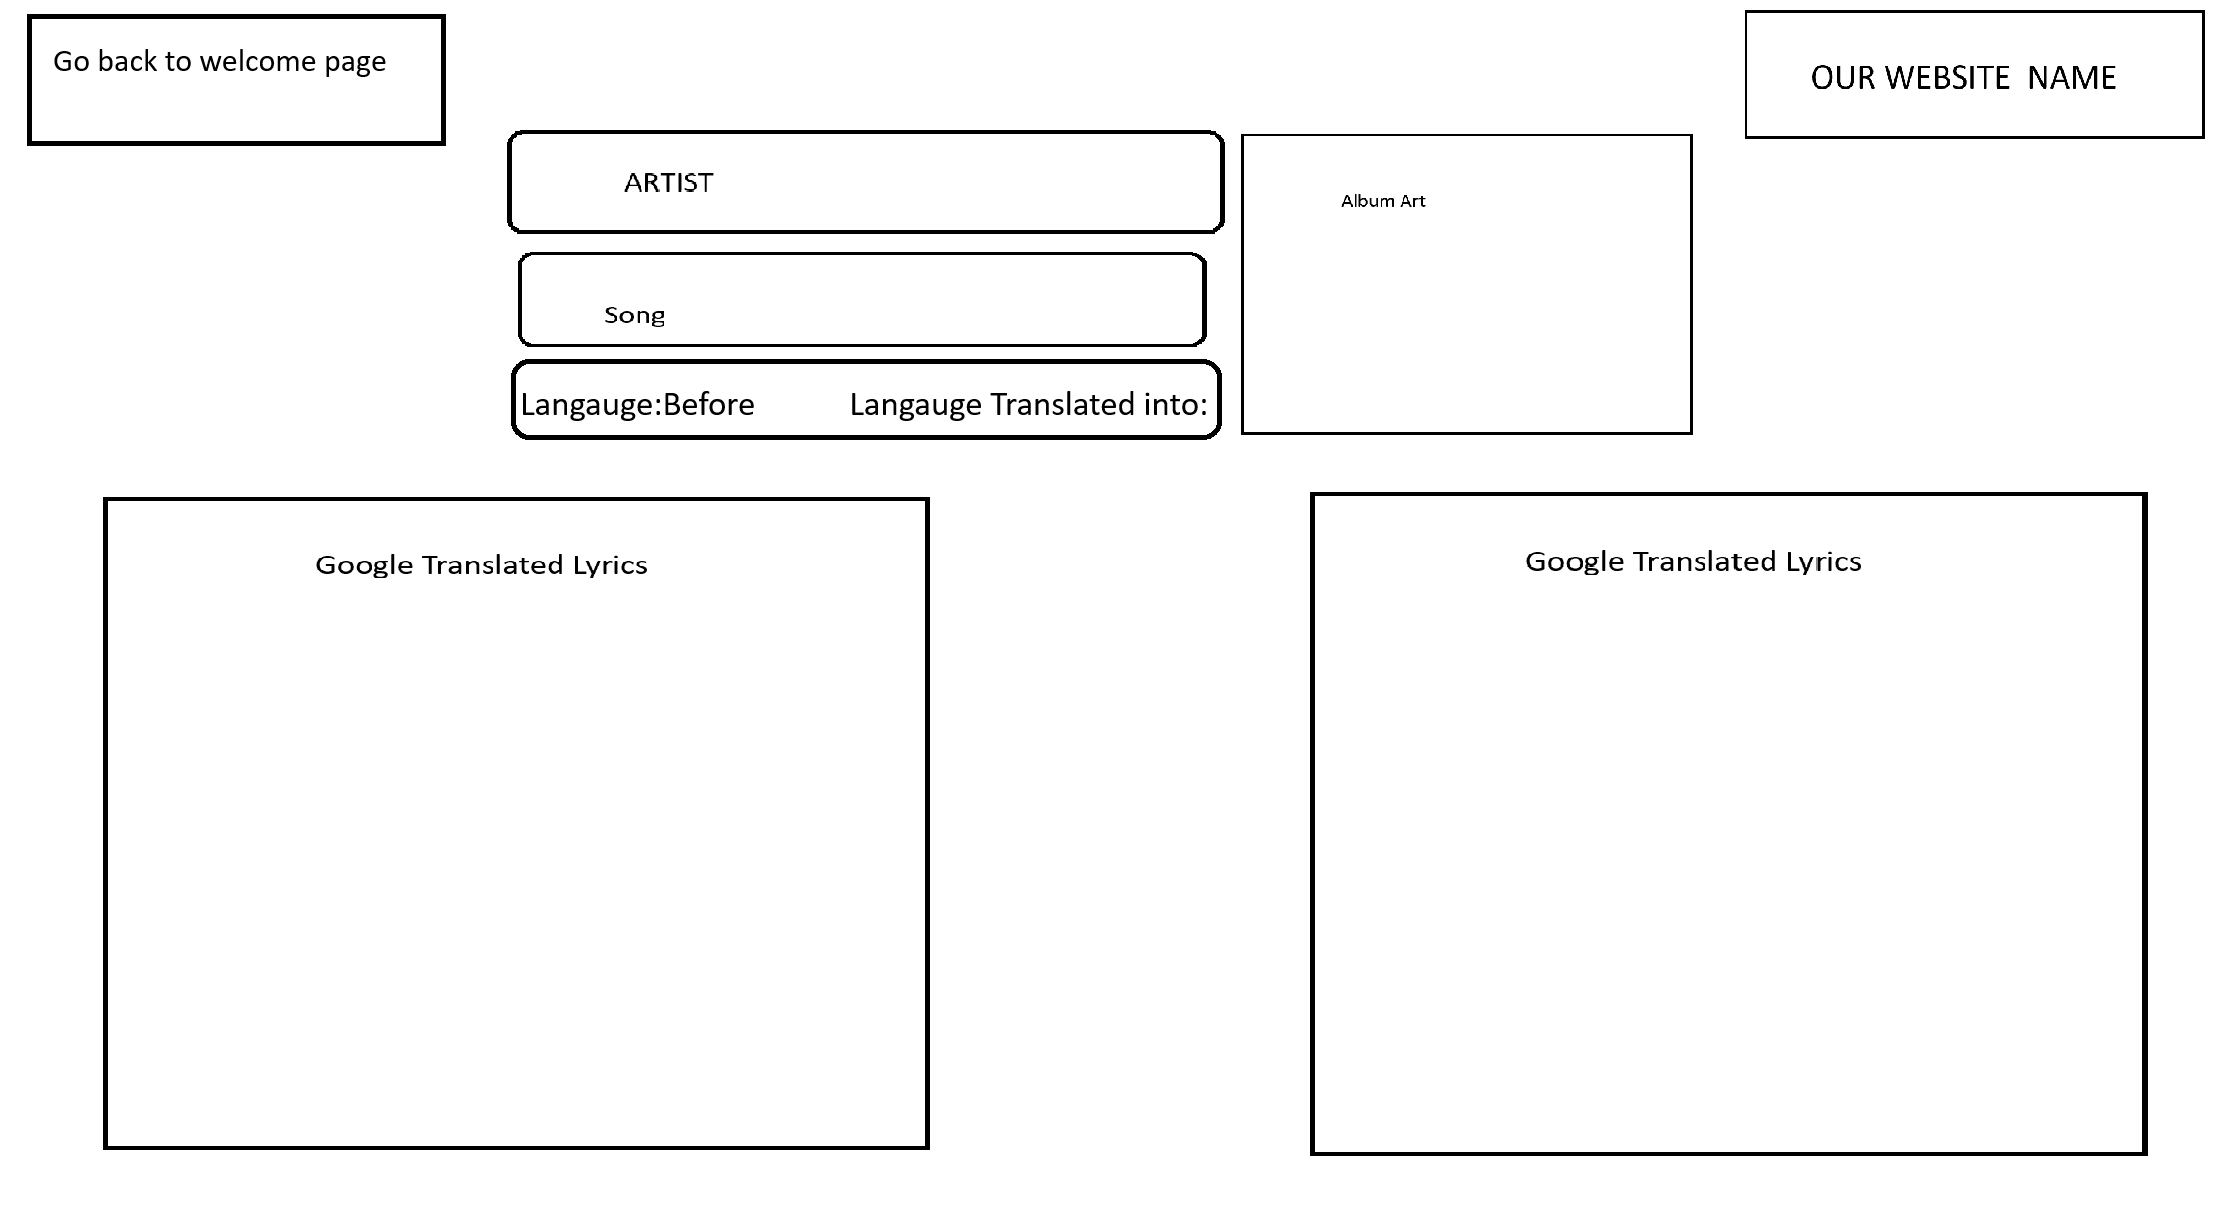 Go back to welcome page
OUR WEBSITE  NAME
ARTIST
Album Art
Song
Langauge:Before
Langauge Translated into:
Google Translated Lyrics
Google Translated Lyrics